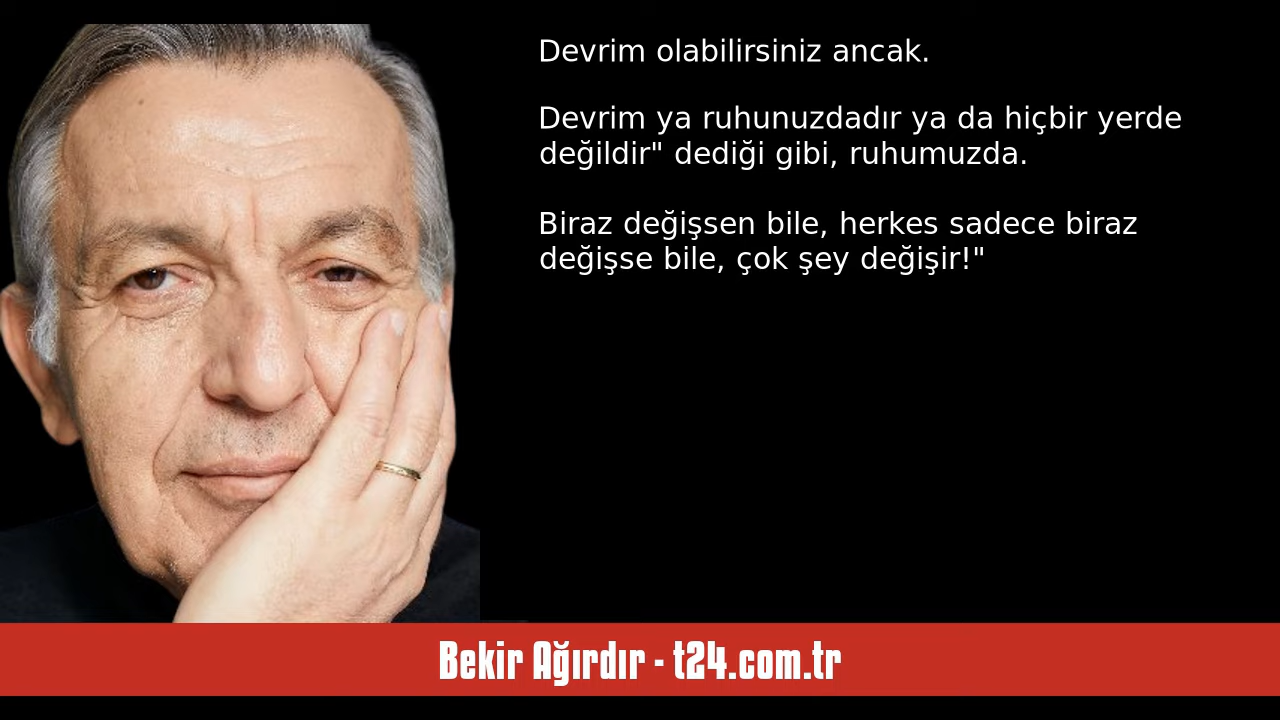 Devrim olabilirsiniz ancak.
Devrim ya ruhunuzdadır ya da hiçbir yerde
değildir" dediği gibi, ruhumuzda.
Biraz değişsen bile, herkes sadece biraz
değişse bile, çok şey değişir!"
Bekir Ağırdır - t24.com.tr